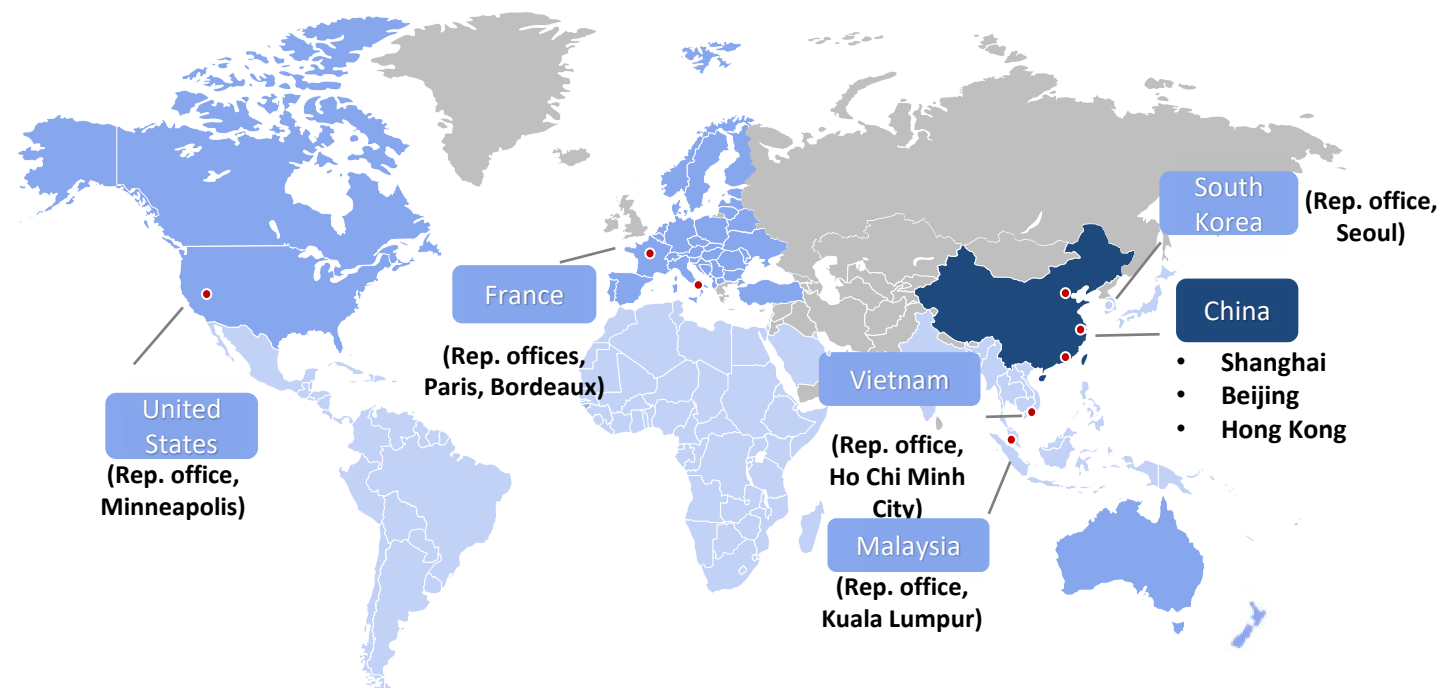 South
Korea
(Rep. office,
Seoul)
France
(Rep. offices,
Paris, Bordeaux)
China
• Shanghai
• Beijing
• Hong Kong
Vietnam
(Rep. office,
Ho Chi Minh
City)
United
States
(Rep. office,
Minneapolis)
Malaysia
(Rep. office,
Kuala Lumpur)